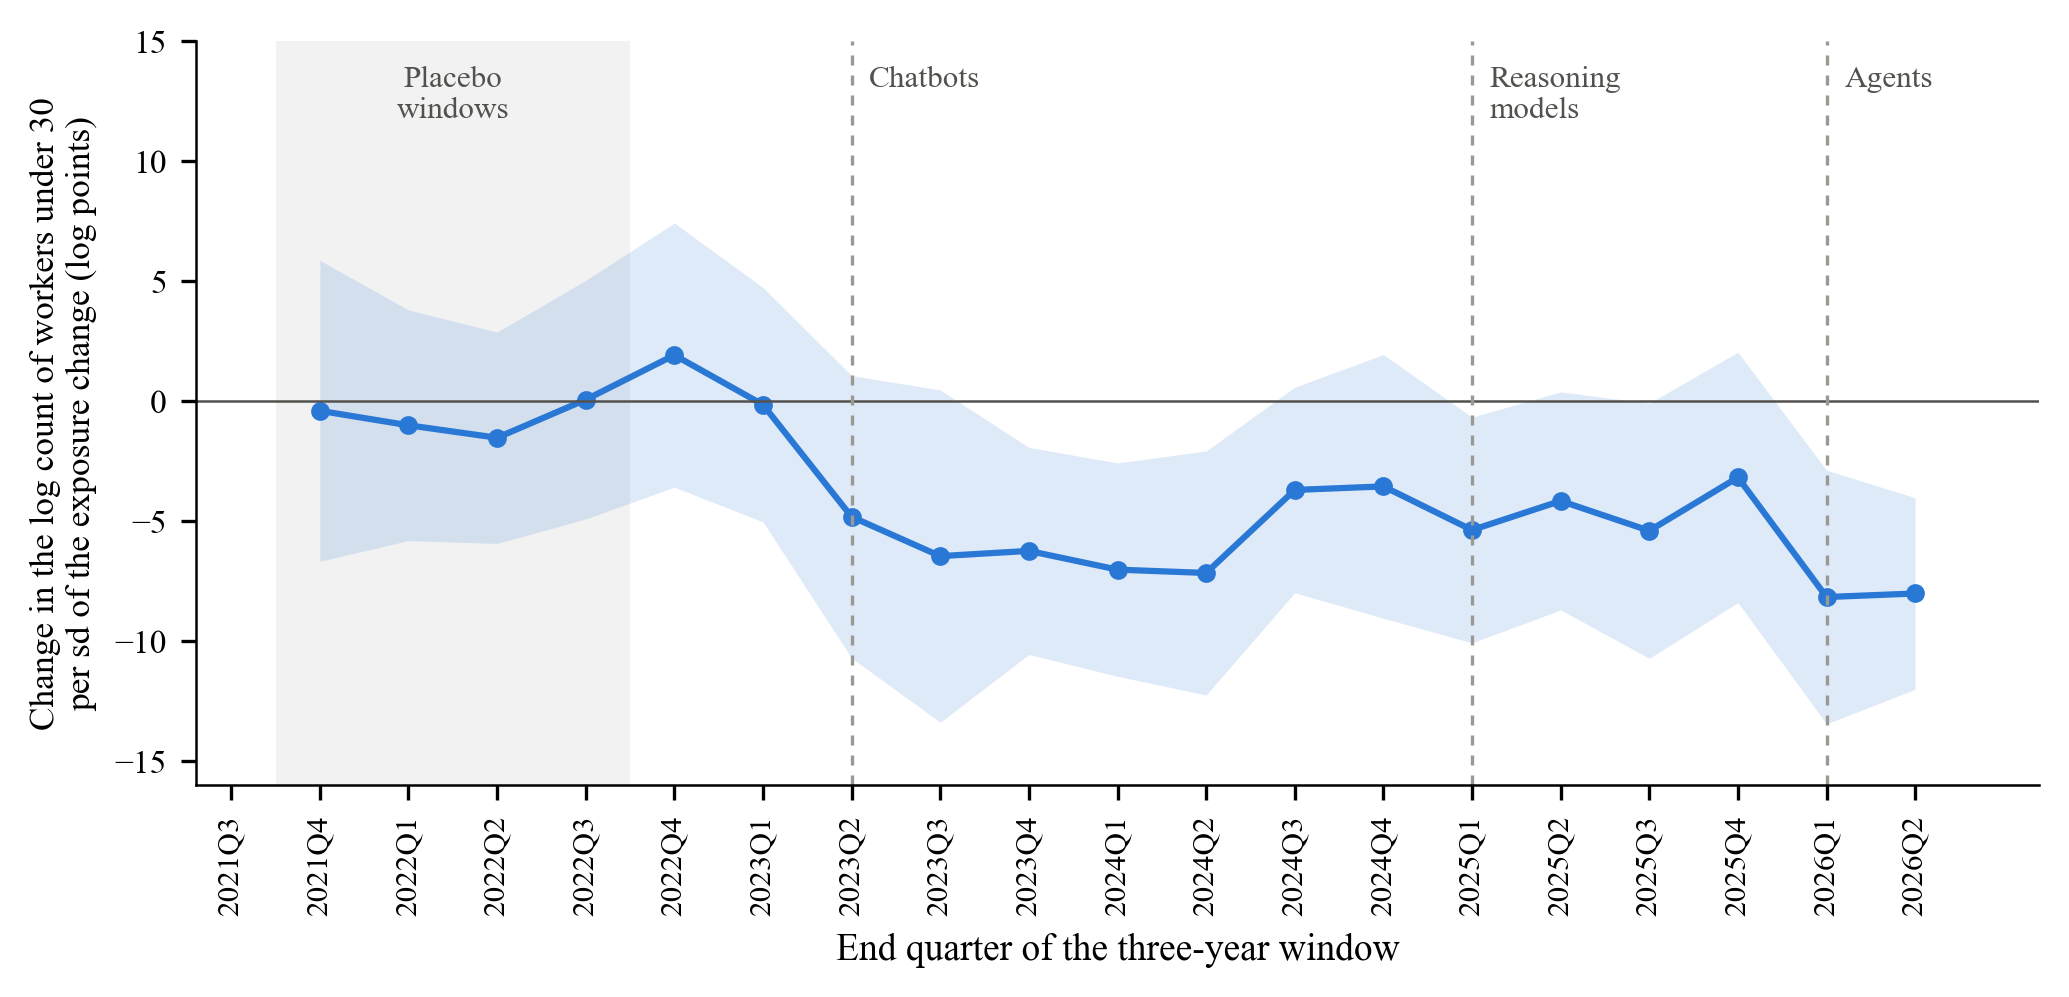 Change in the log count of workers under 30
per sd of the exposure change (log points)
15
10
5
0
−5
−10
−15
Placebo
windows
Chatbots
Reasoning
models
Agents
2021Q3
2021Q4
2022Q1
2022Q2
2022Q3
2022Q4
2023Q1
2023Q2
2023Q3
2023Q4
2024Q1
2024Q2
2024Q3
2024Q4
2025Q1
2025Q2
2025Q3
2025Q4
2026Q1
2026Q2
End quarter of the three-year window